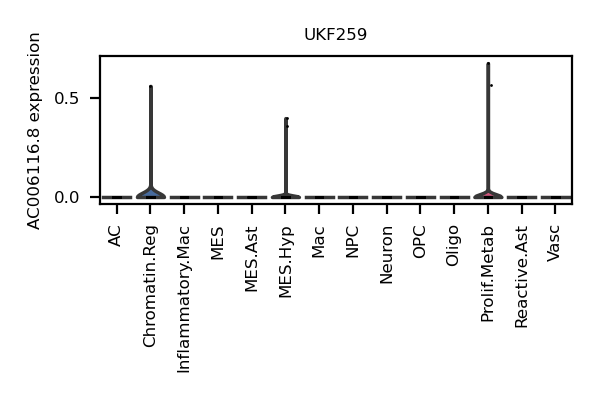 UKF259
AC006116.8 expression
0.5
0.0
AC
Chromatin.Reg
Inflammatory.Mac
MES
MES.Ast
MES.Hyp
Mac
NPC
Neuron
OPC
Oligo
Prolif.Metab
Reactive.Ast
Vasc